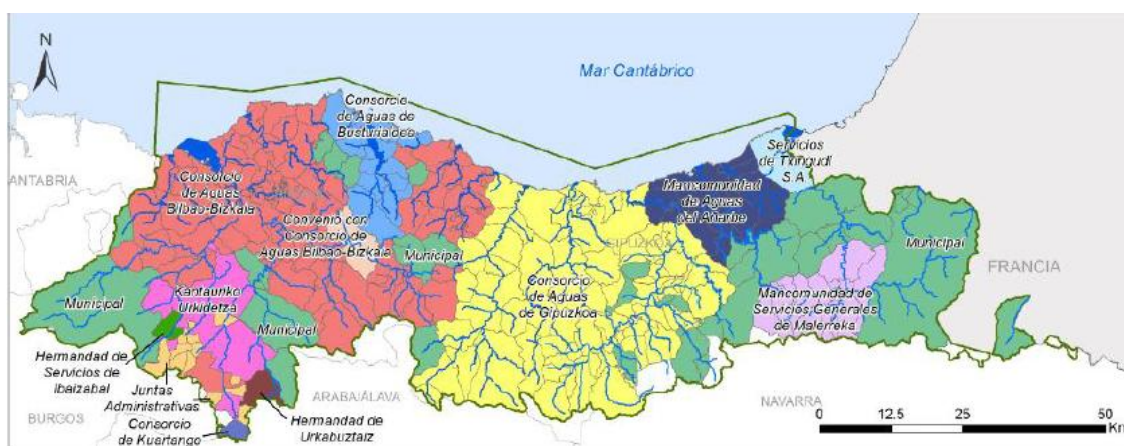 N
Mar Cantábrico
Consorcio
de Aguas de
Busturialdea
Servicios
de Txingudi
S.A.
ANTABRIA
Consorcio
de Aguas
Bilbao-Bizkaia
Mancomunidad
de Aguas
del Añarbe
Convenio con
Consorcio de
Aguas Bilbao-Bizkaia
Municipal
GIPUZKOA
Municipal
FRANCIA
Kantauriko
Urkidetza
Consorcio
de Aguas
de Gipuzkoa
Mancomunidad de
Servicios Generales
de Malerreka
Municipal
Municipal
Hermandad de
Servicios de
Ibaizabal
Juntas
Administrativas
ARABA/ÁLAVA
NAVARRA
BURGOS
Consorcio
de Kuartango
Hermandad de
Urkabustaiz
0 12.5 25 50
Km